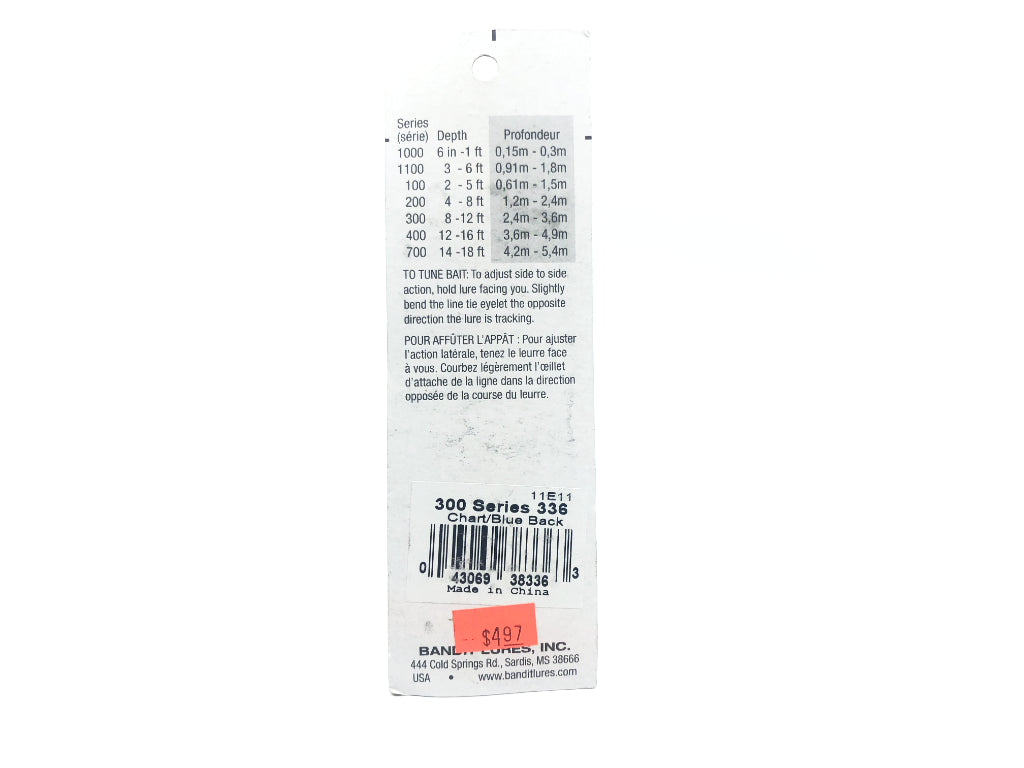 Series
(série) Depth Profondeur
1000 6 in -1 ft 0,15m - 0,3m
1100 3 - 6 ft 0,91m - 1,8m
100 2 - 5 ft 0,61m - 1,5m
200 4 - 8 ft 1,2m - 2,4m
300 8 -12 ft 2,4m - 3,6m
400 12 -16 ft 3,6m - 4,9m
700 14 -18 ft 4,2m - 5,4m
TO TUNE BAIT: To adjust side to side
action, hold lure facing you. Slightly
bend the line tie eyelet the opposite
direction the lure is tracking.
POUR AFFÛTER L'APPÂT : Pour ajuster
l'action latérale, tenez le leurre face
à vous. Courbez légèrement l'œillet
d'attache de la ligne dans la direction
opposée de la course du leurre.
11E11
300 Series 336
Chart/Blue Back
0 43069 38336 3
Made in China
$4.97
BANDIT LURES, INC.
444 Cold Springs Rd., Sardis, MS 38666
USA • www.banditlures.com